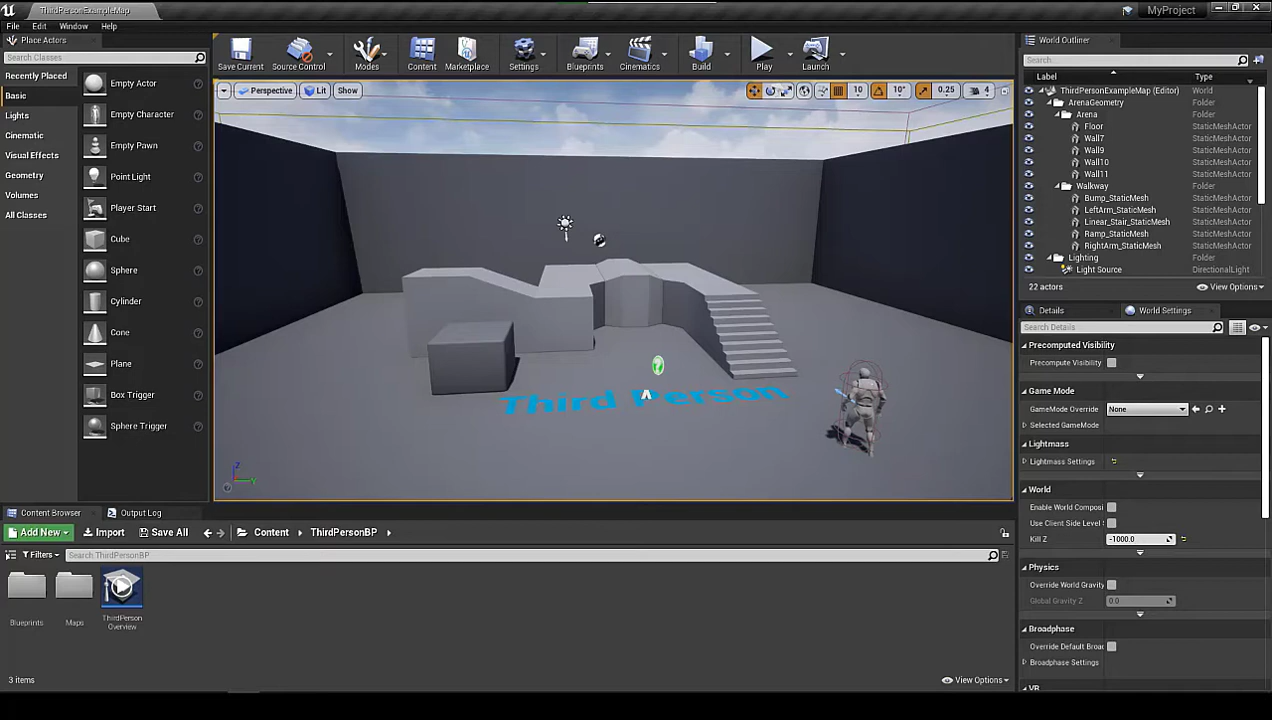 ThirdPersonExampleMap
MyProject
File Edit Window Help
Place Actors
Search Classes
Recently Placed
Basic
Lights
Cinematic
Visual Effects
Geometry
Volumes
All Classes
Empty Actor
Empty Character
Empty Pawn
Point Light
Player Start
Cube
Sphere
Cylinder
Cone
Plane
Box Trigger
Sphere Trigger
Save Current Source Control Modes Content Marketplace Settings Blueprints Cinematics Build Play Launch
Perspective Lit Show 10 10° 0.25 4
Third Person
Z
Y
World Outliner
Search...
Label Type
ThirdPersonExampleMap (Editor) World
ArenaGeometry Folder
Arena Folder
Floor StaticMeshActor
Wall7 StaticMeshActor
Wall9 StaticMeshActor
Wall10 StaticMeshActor
Wall11 StaticMeshActor
Walkway Folder
Bump_StaticMesh StaticMeshActor
LeftArm_StaticMesh StaticMeshActor
Linear_Stair_StaticMesh StaticMeshActor
Ramp_StaticMesh StaticMeshActor
RightArm_StaticMesh StaticMeshActor
Lighting Folder
Light Source DirectionalLight
22 actors View Options
Details World Settings
Search Details
Precomputed Visibility
Precompute Visibility
Game Mode
GameMode Override None
Selected GameMode
Lightmass
Lightmass Settings
World
Enable World Composi
Use Client Side Level S
Kill Z -1000.0
Physics
Override World Gravity
Global Gravity Z 0.0
Broadphase
Override Default Broad
Broadphase Settings
VR
Content Browser Output Log
Add New Import Save All Content ThirdPersonBP
Filters Search ThirdPersonBP
Blueprints
Maps
ThirdPerson
Overview
3 items View Options